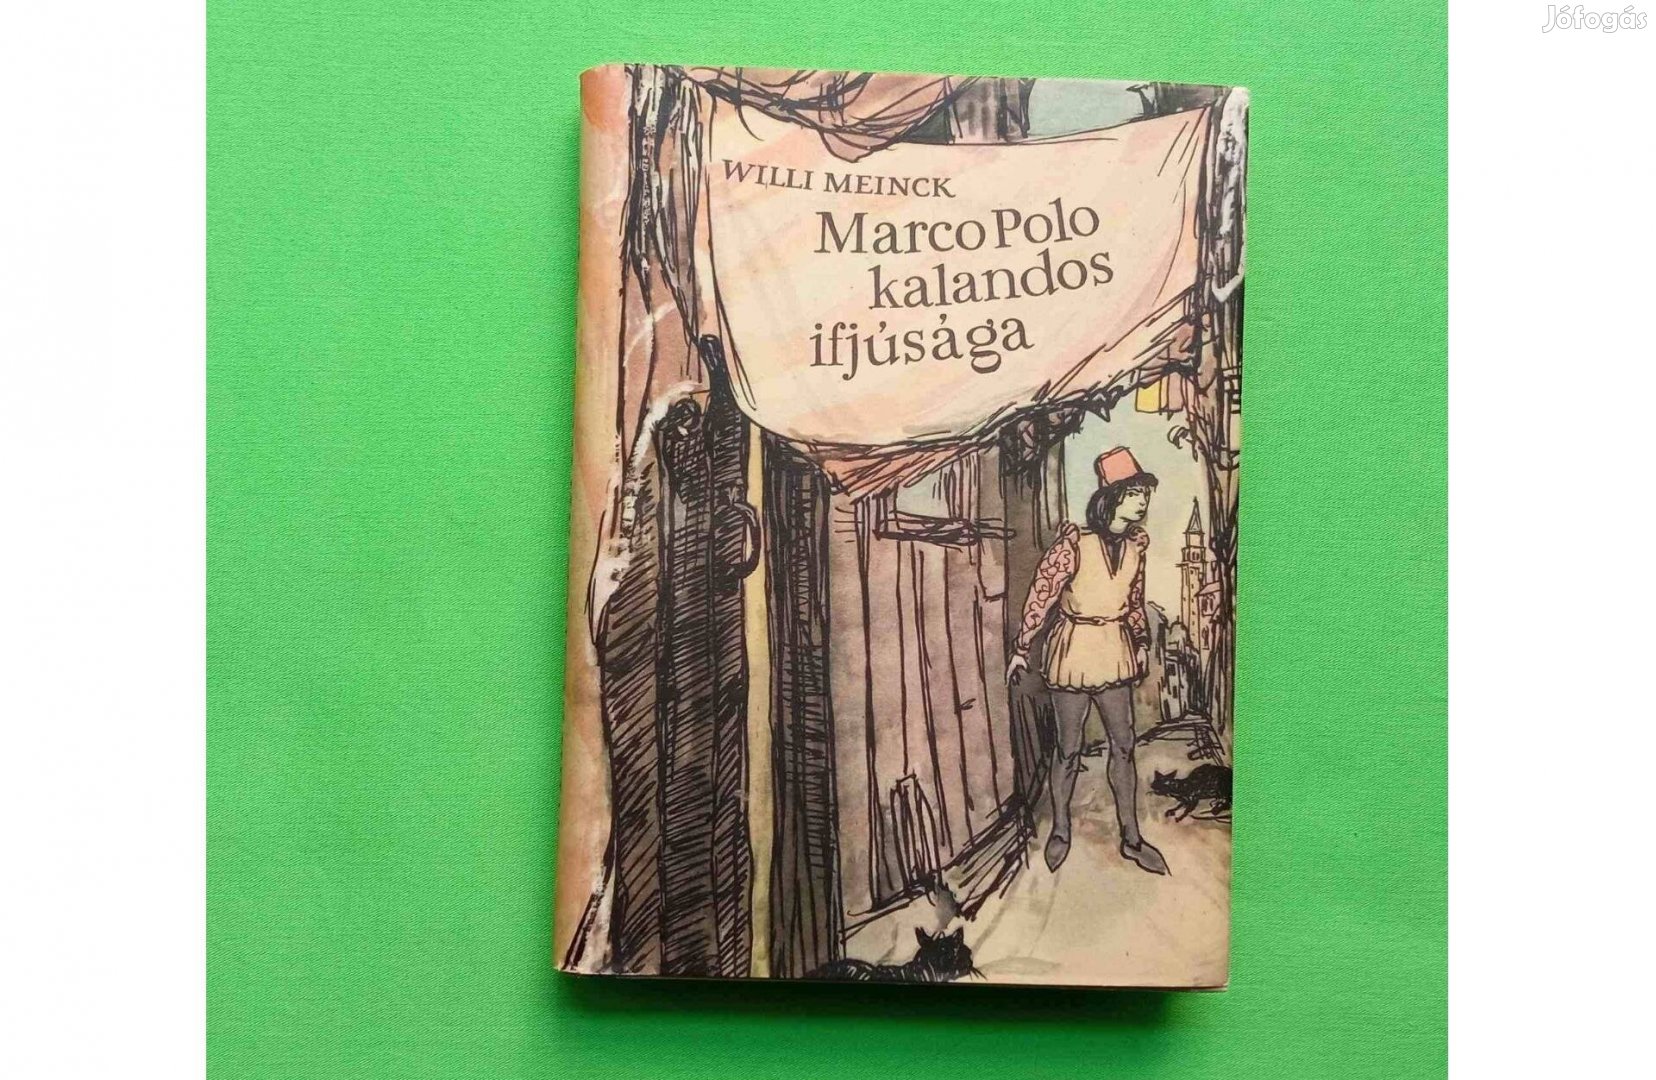 Jófogás
WILLI MEINCK
Marco Polo
kalandos
ifjúsága